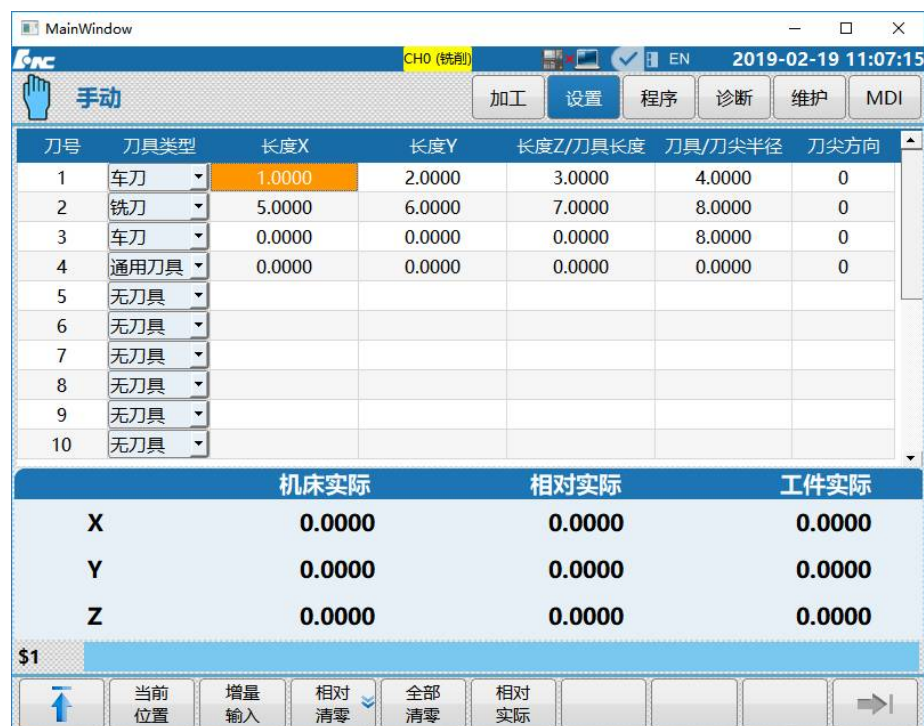 MainWindow
CH0 (铣削) EN 2019-02-19 11:07:15
手动 加工 设置 程序 诊断 维护 MDI
刀号 刀具类型 长度X 长度Y 长度Z/刀具长度 刀具/刀尖半径 刀尖方向
1 车刀 1.0000 2.0000 3.0000 4.0000 0
2 铣刀 5.0000 6.0000 7.0000 8.0000 0
3 车刀 0.0000 0.0000 0.0000 8.0000 0
4 通用刀具 0.0000 0.0000 0.0000 0.0000 0
5 无刀具
6 无刀具
7 无刀具
8 无刀具
9 无刀具
10 无刀具
机床实际 相对实际 工件实际
X 0.0000 0.0000 0.0000
Y 0.0000 0.0000 0.0000
Z 0.0000 0.0000 0.0000
$1
当前 增量 相对 全部 相对
位置 输入 清零 清零 实际